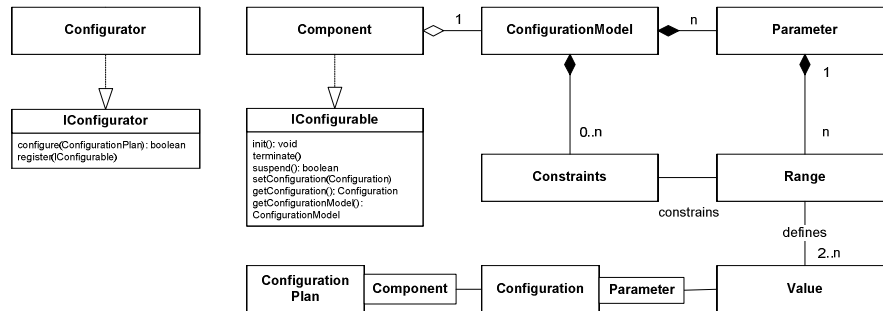 Configurator
Component
1
ConfigurationModel
n
Parameter
IConfigurator
configure(ConfigurationPlan): boolean
register(IConfigurable)
IConfigurable
init(): void
terminate()
suspend(): boolean
setConfiguration(Configuration)
getConfiguration(); Configuration
getConfigurationModel():
ConfigurationModel
0..n
1
n
Constraints
constrains
Range
defines
2..n
Configuration
Plan
Component
Configuration
Parameter
Value